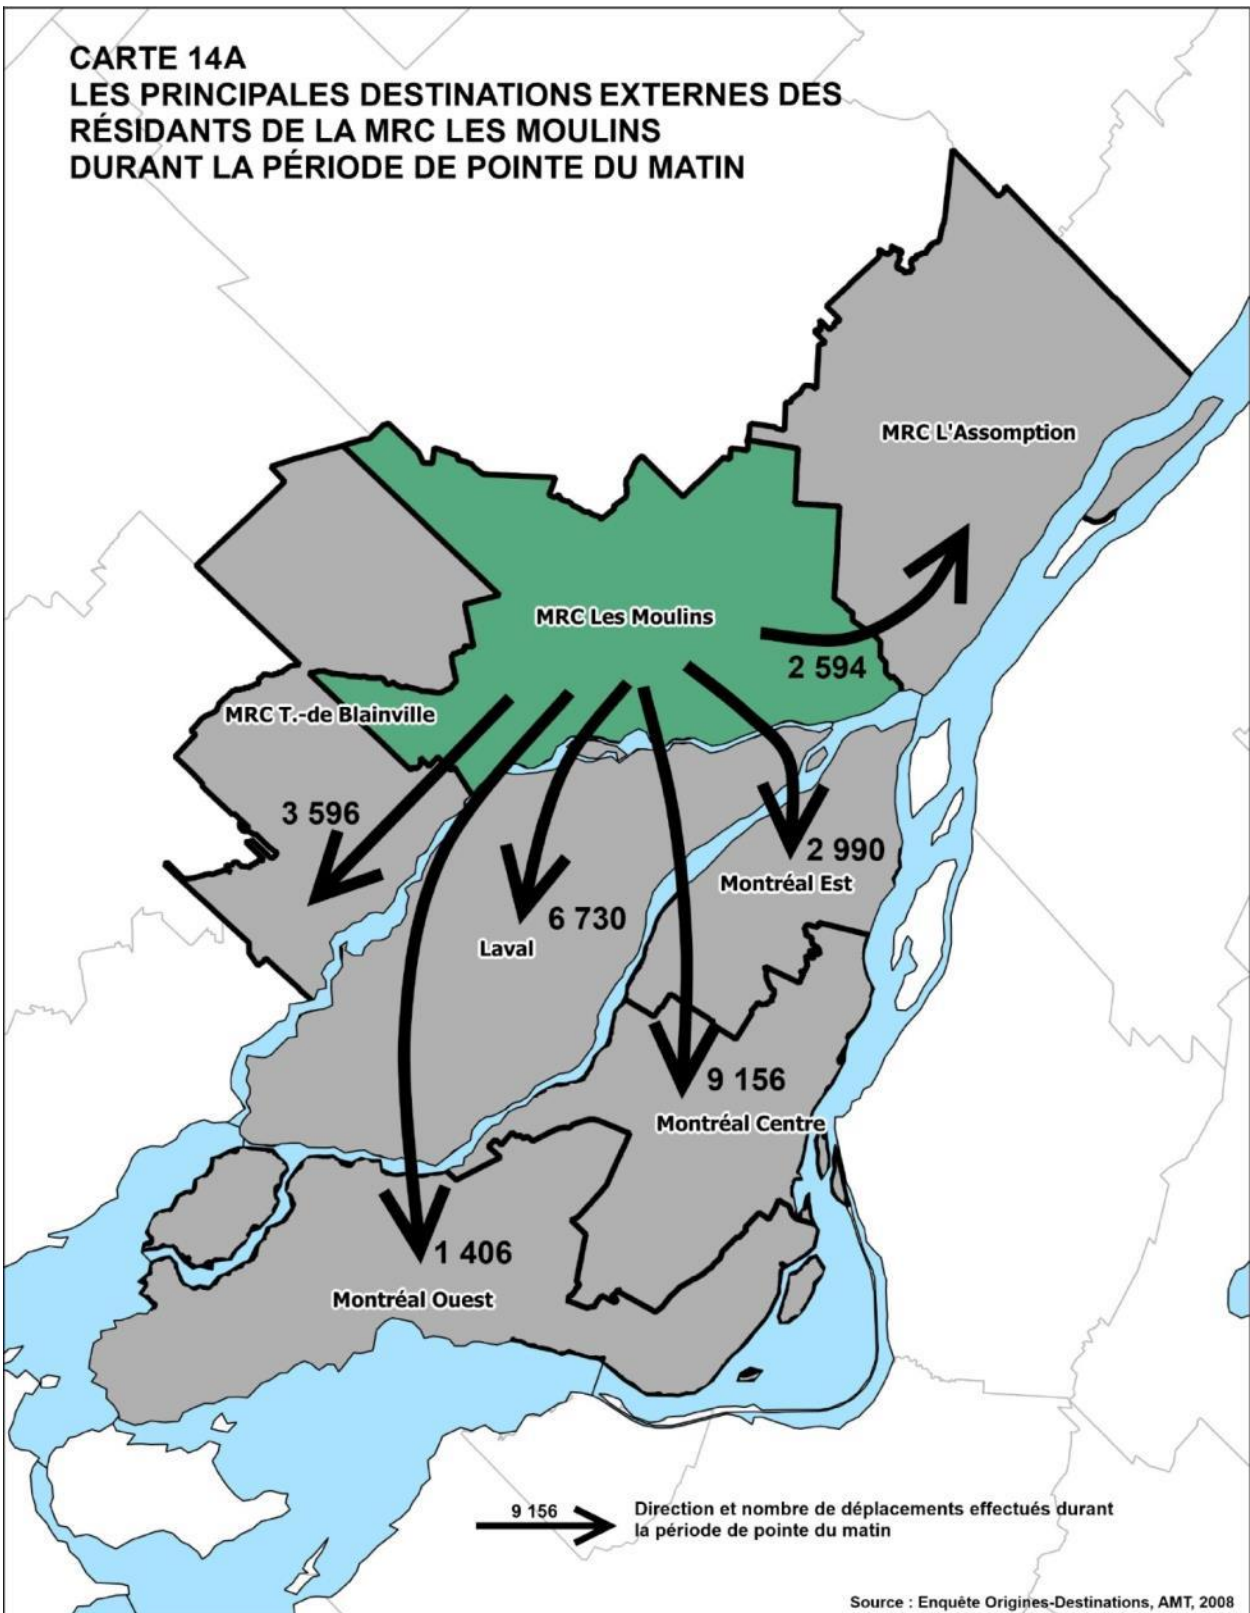 CARTE 14A
LES PRINCIPALES DESTINATIONS EXTERNES DES
RÉSIDANTS DE LA MRC LES MOULINS
DURANT LA PÉRIODE DE POINTE DU MATIN
MRC L'Assomption
MRC Les Moulins
2 594
MRC T.-de Blainville
3 596
2 990
Montréal Est
6 730
Laval
9 156
Montréal Centre
1 406
Montréal Ouest
9 156
Direction et nombre de déplacements effectués durant
la période de pointe du matin
Source : Enquête Origines-Destinations, AMT, 2008